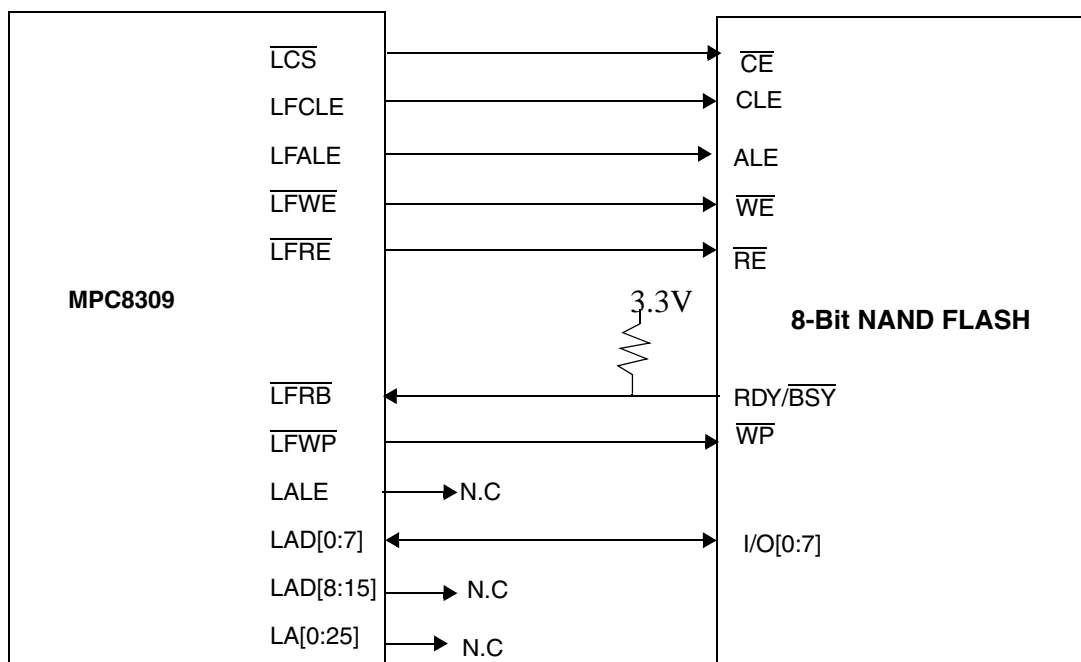 LCS CE
LFCLE CLE
LFALE ALE
LFWE WE
LFRE RE
MPC8309
3.3V
8-Bit NAND FLASH
LFRB RDY/BSY
LFWP WP
LALE N.C
LAD[0:7] I/O[0:7]
LAD[8:15] N.C
LA[0:25] N.C